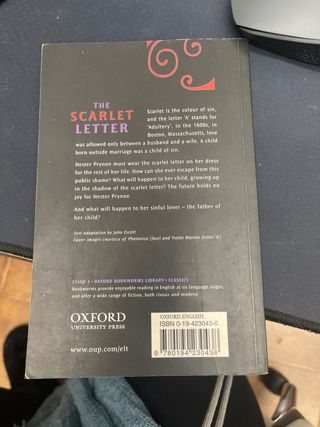 THE
SCARLET
LETTER
Scarlet is the colour of sin,
and the letter 'A' stands for
'Adultery'. In the 1600s, in
Boston, Massachusetts, love
was allowed only between a husband and a wife. A child
born outside marriage was a child of sin.
Hester Prynne must wear the scarlet letter on her dress
for the rest of her life. How can she ever escape from this
public shame? What will happen to her child, growing up
in the shadow of the scarlet letter? The future holds no
joy for Hester Prynne.
And what will happen to her sinful lover – the father of
her child?
Text adaptation by John Escott
Cover images courtesy of Photonica (face) and Yvette Warren (letter 'A')
STAGE 4 • OXFORD BOOKWORMS LIBRARY • CLASSICS
Bookworms provide enjoyable reading in English at six language stages,
and offer a wide range of fiction, both classic and modern.
OXFORD
UNIVERSITY PRESS
www.oup.com/elt
OXFORD ENGLISH
ISBN 0-19-423043-0
9 780194 230438